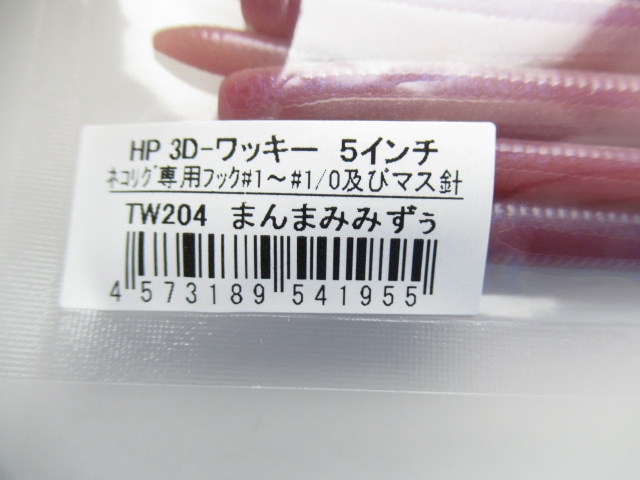 HP 3D-ワッキー 5インチ
ネコリグ専用フック#1～#1/0及びマス針
TW204 まんまみみずぅ
4 573189 541955